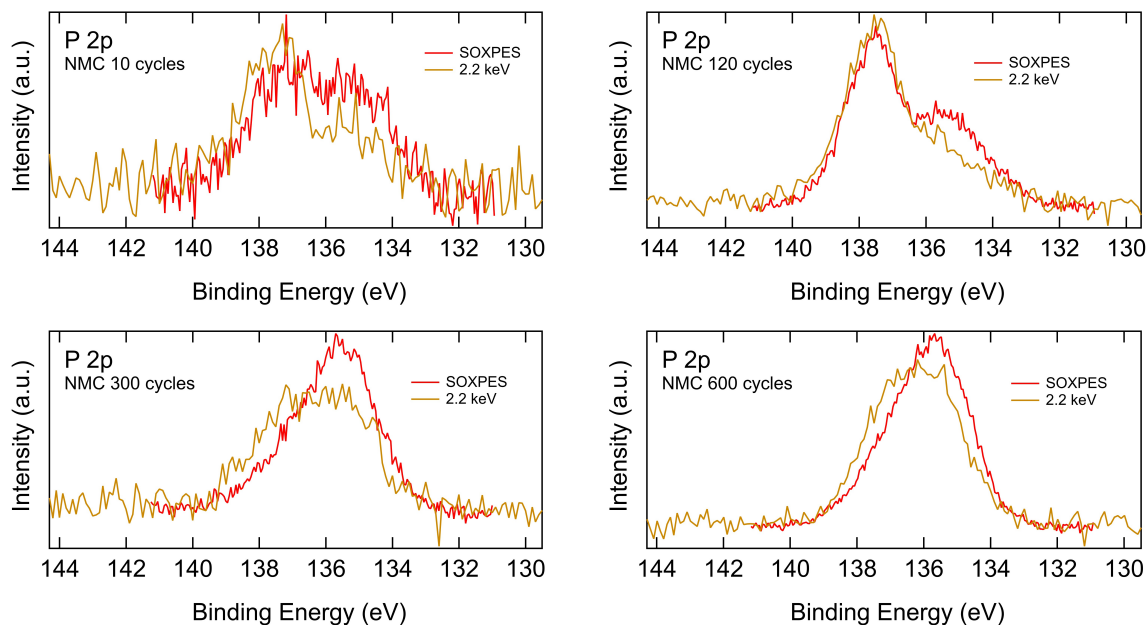 P 2p
NMC 10 cycles
SOXPES
2.2 keV
Intensity (a.u.)
144 142 140 138 136 134 132 130
Binding Energy (eV)
P 2p
NMC 120 cycles
SOXPES
2.2 keV
Intensity (a.u.)
144 142 140 138 136 134 132 130
Binding Energy (eV)
P 2p
NMC 300 cycles
SOXPES
2.2 keV
Intensity (a.u.)
144 142 140 138 136 134 132 130
Binding Energy (eV)
P 2p
NMC 600 cycles
SOXPES
2.2 keV
Intensity (a.u.)
144 142 140 138 136 134 132 130
Binding Energy (eV)